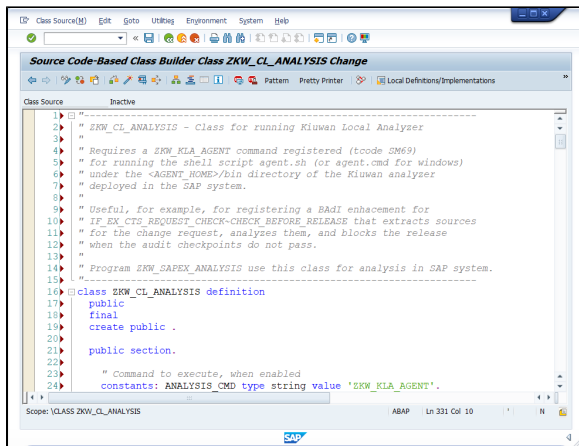 Class Source(M) Edit Goto Utilities Environment System Help
Source Code-Based Class Builder Class ZKW_CL_ANALYSIS Change
Pattern Pretty Printer Local Definitions/Implementations »
Class Source Inactive
1 "------------------------------------------------------------
2 " ZKW_CL_ANALYSIS - Class for running Kiuwan Local Analyzer
3 "
4 " Requires a ZKW_KLA_AGENT command registered (tcode SM69)
5 " for running the shell script agent.sh (or agent.cmd for windows)
6 " under the <AGENT_HOME>/bin directory of the Kiuwan analyzer
7 " deployed in the SAP system.
8 "
9 " Useful, for example, for registering a BAdI enhacement for
10 " IF_EX_CTS_REQUEST_CHECK~CHECK_BEFORE_RELEASE that extracts sources
11 " for the change request, analyzes them, and blocks the release
12 " when the audit checkpoints do not pass.
13 "
14 " Program ZKW_SAPEX_ANALYSIS use this class for analysis in SAP system.
15 "------------------------------------------------------------
16 class ZKW_CL_ANALYSIS definition
17 public
18 final
19 create public .
20
21 public section.
22
23 " Command to execute, when enabled
24 constants: ANALYSIS_CMD type string value 'ZKW_KLA_AGENT'.
Scope: \CLASS ZKW_CL_ANALYSIS ABAP Ln 331 Col 10 ' N
SAP